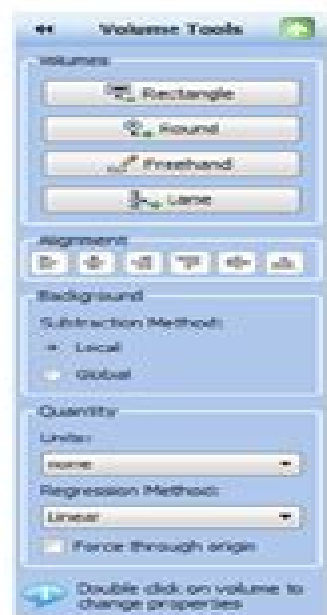 Volume Tools
Volumes
Rectangle
Round
Freehand
Lane
Alignment
Background
Subtraction Method:
Local
Global
Quantity
Units:
none
Regression Method:
Linear
Force through origin
Double click on volume to
change properties